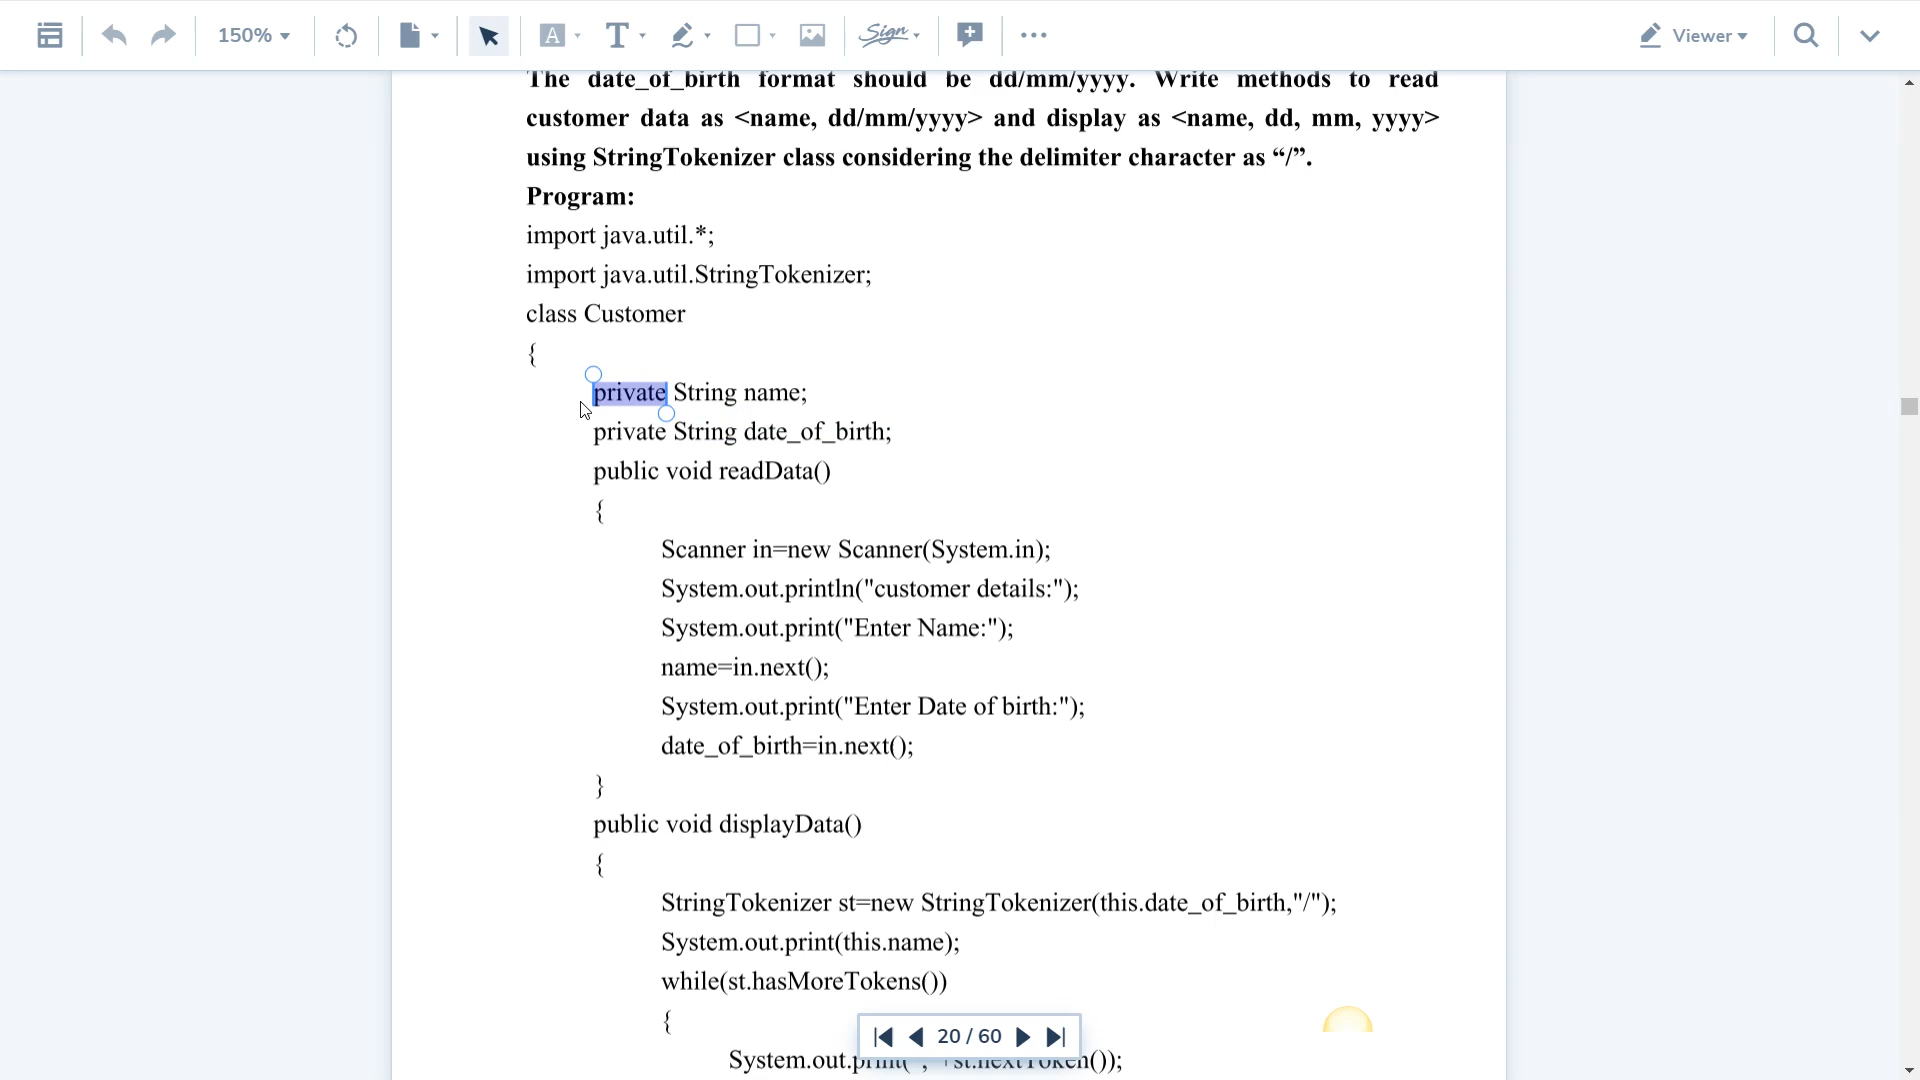 150%
A
T
Sign
Viewer
The date_of_birth format should be dd/mm/yyyy. Write methods to read
customer data as <name, dd/mm/yyyy> and display as <name, dd, mm, yyyy>
using StringTokenizer class considering the delimiter character as “/”.
Program:
import java.util.*;
import java.util.StringTokenizer;
class Customer
{
private String name;
private String date_of_birth;
public void readData()
{
Scanner in=new Scanner(System.in);
System.out.println("customer details:");
System.out.print("Enter Name:");
name=in.next();
System.out.print("Enter Date of birth:");
date_of_birth=in.next();
}
public void displayData()
{
StringTokenizer st=new StringTokenizer(this.date_of_birth,"/");
System.out.print(this.name);
while(st.hasMoreTokens())
{
20 / 60
System.out.print(